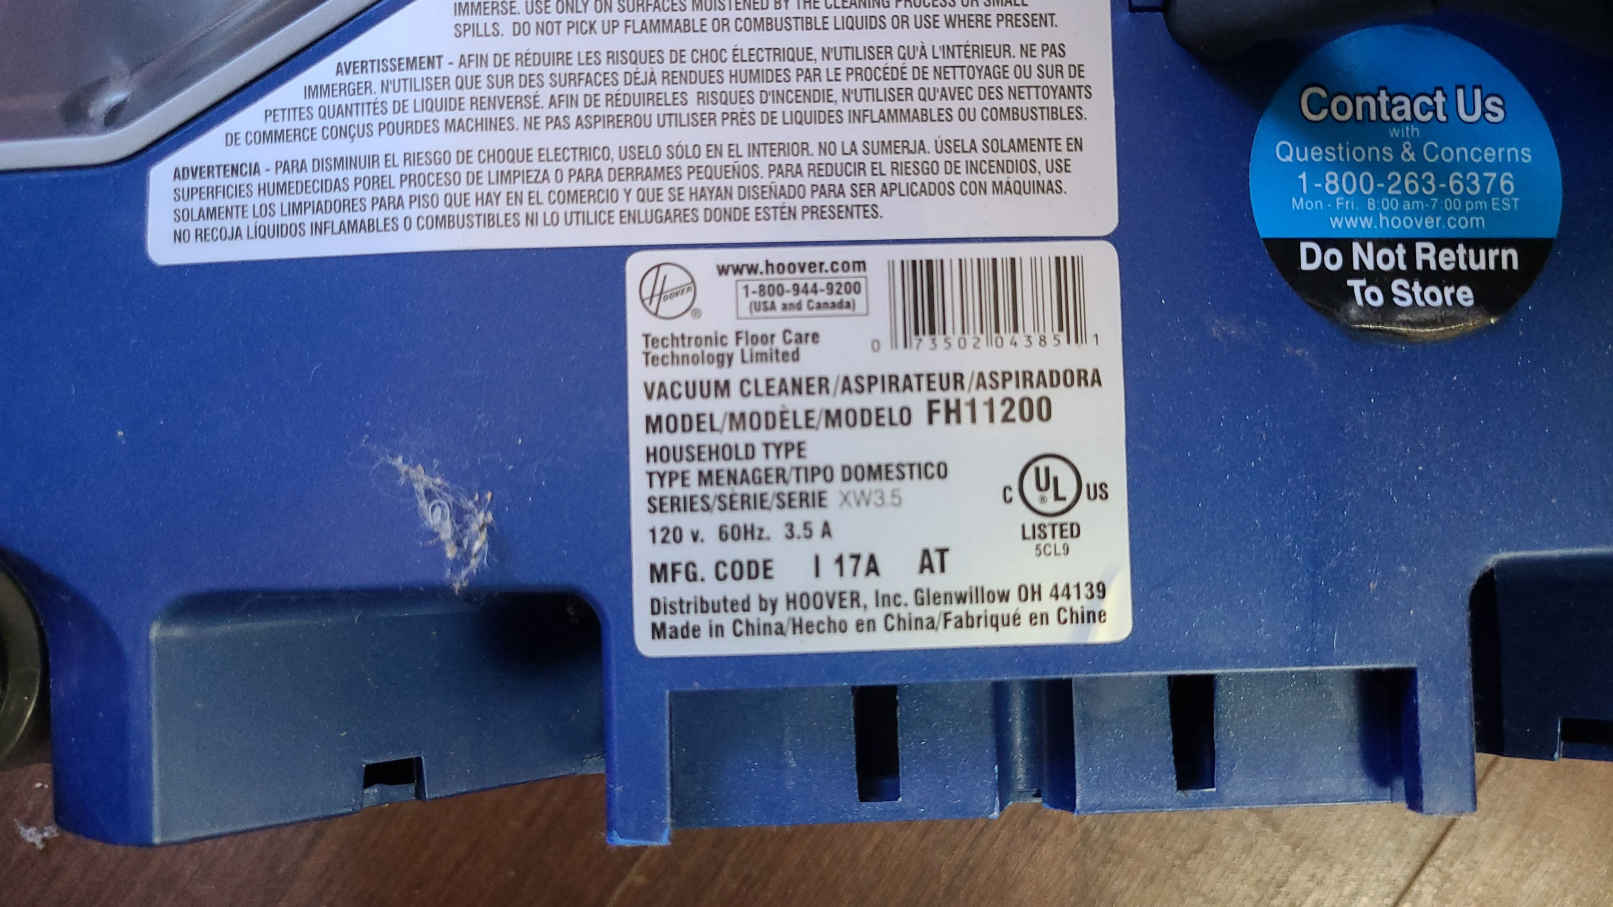 IMMERSE. USE ONLY ON SURFACES MOISTENED BY THE CLEANING PROCESS OR SMALL
SPILLS. DO NOT PICK UP FLAMMABLE OR COMBUSTIBLE LIQUIDS OR USE WHERE PRESENT.
AVERTISSEMENT - AFIN DE RÉDUIRE LES RISQUES DE CHOC ÉLECTRIQUE, N'UTILISER QU'À L'INTÉRIEUR. NE PAS
IMMERGER. N'UTILISER QUE SUR DES SURFACES DÉJÀ RENDUES HUMIDES PAR LE PROCÉDÉ DE NETTOYAGE OU SUR DE
PETITES QUANTITÉS DE LIQUIDE RENVERSÉ. AFIN DE RÉDUIRELES RISQUES D'INCENDIE, N'UTILISER QU'AVEC DES NETTOYANTS
DE COMMERCE CONÇUS POURDES MACHINES. NE PAS ASPIREROU UTILISER PRÈS DE LIQUIDES INFLAMMABLES OU COMBUSTIBLES.
ADVERTENCIA - PARA DISMINUIR EL RIESGO DE CHOQUE ELECTRICO, USELO SÓLO EN EL INTERIOR. NO LA SUMERJA. ÚSELA SOLAMENTE EN
SUPERFICIES HUMEDECIDAS POREL PROCESO DE LIMPIEZA O PARA DERRAMES PEQUEÑOS. PARA REDUCIR EL RIESGO DE INCENDIOS, USE
SOLAMENTE LOS LIMPIADORES PARA PISO QUE HAY EN EL COMERCIO Y QUE SE HAYAN DISEÑADO PARA SER APLICADOS CON MÁQUINAS.
NO RECOJA LÍQUIDOS INFLAMABLES O COMBUSTIBLES NI LO UTILICE ENLUGARES DONDE ESTÉN PRESENTES.
Contact Us
with
Questions & Concerns
1-800-263-6376
Mon - Fri. 8:00 am-7:00 pm EST
www.hoover.com
Do Not Return
To Store
HOOVER ®
www.hoover.com
1-800-944-9200
(USA and Canada)
Techtronic Floor Care
Technology Limited
0 73502 04385 1
VACUUM CLEANER/ASPIRATEUR/ASPIRADORA
MODEL/MODÈLE/MODELO FH11200
HOUSEHOLD TYPE
TYPE MENAGER/TIPO DOMESTICO
SERIES/SÈRIE/SERIE XW3.5
120 v. 60Hz. 3.5 A
C UL ® US
LISTED
5CL9
MFG. CODE I 17A AT
Distributed by HOOVER, Inc. Glenwillow OH 44139
Made in China/Hecho en China/Fabriqué en Chine